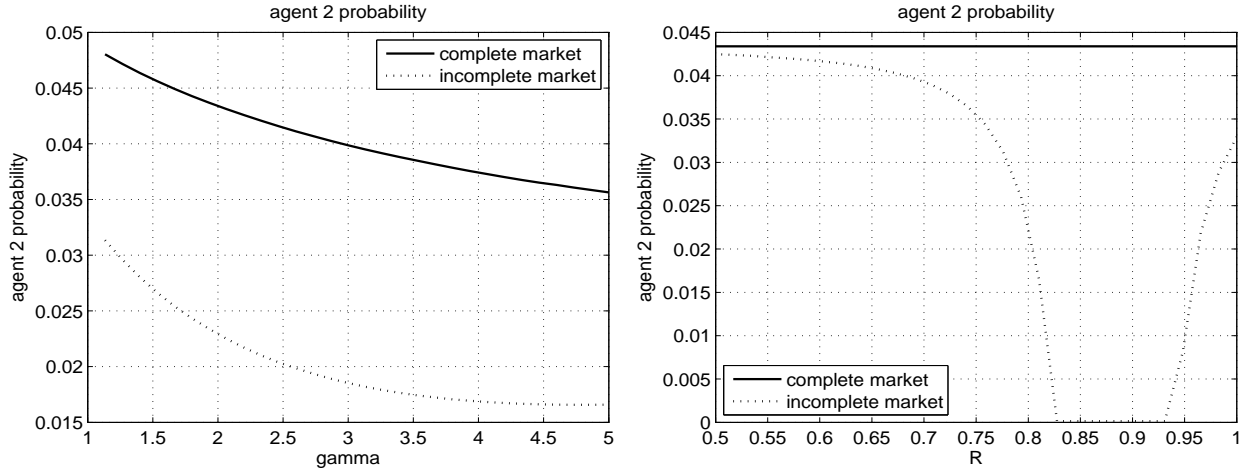 agent 2 probability
0.05
0.045
0.04
0.035
0.03
0.025
0.02
0.015
agent 2 probability
complete market
incomplete market
1 1.5 2 2.5 3 3.5 4 4.5 5
gamma
agent 2 probability
0.045
0.04
0.035
0.03
0.025
0.02
0.015
0.01
0.005
0
agent 2 probability
complete market
incomplete market
0.5 0.55 0.6 0.65 0.7 0.75 0.8 0.85 0.9 0.95 1
R